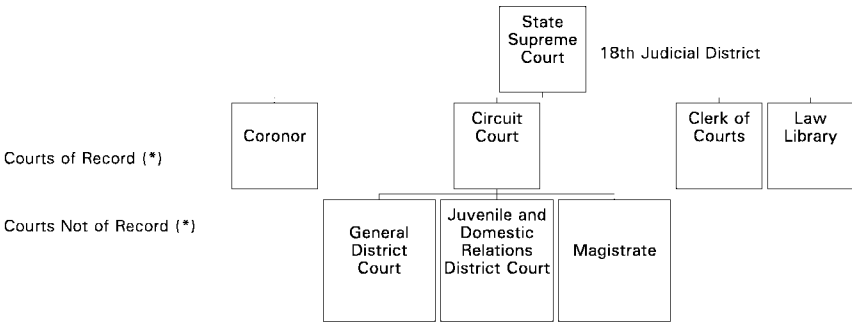 State
Supreme
Court
18th Judicial District
Coronor
Circuit
Court
Clerk of
Courts
Law
Library
Courts of Record (*)
Courts Not of Record (*)
General
District
Court
Juvenile and
Domestic
Relations
District Court
Magistrate